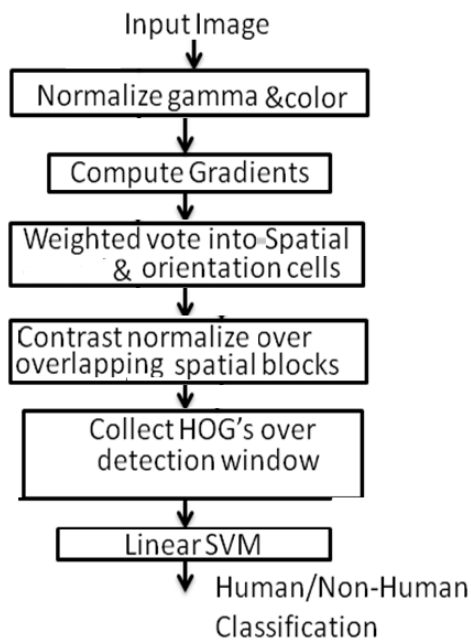 Input Image
Normalize gamma &color
Compute Gradients
Weighted vote into Spatial
& orientation cells
Contrast normalize over
overlapping spatial blocks
Collect HOG's over
detection window
Linear SVM
Human/Non-Human
Classification